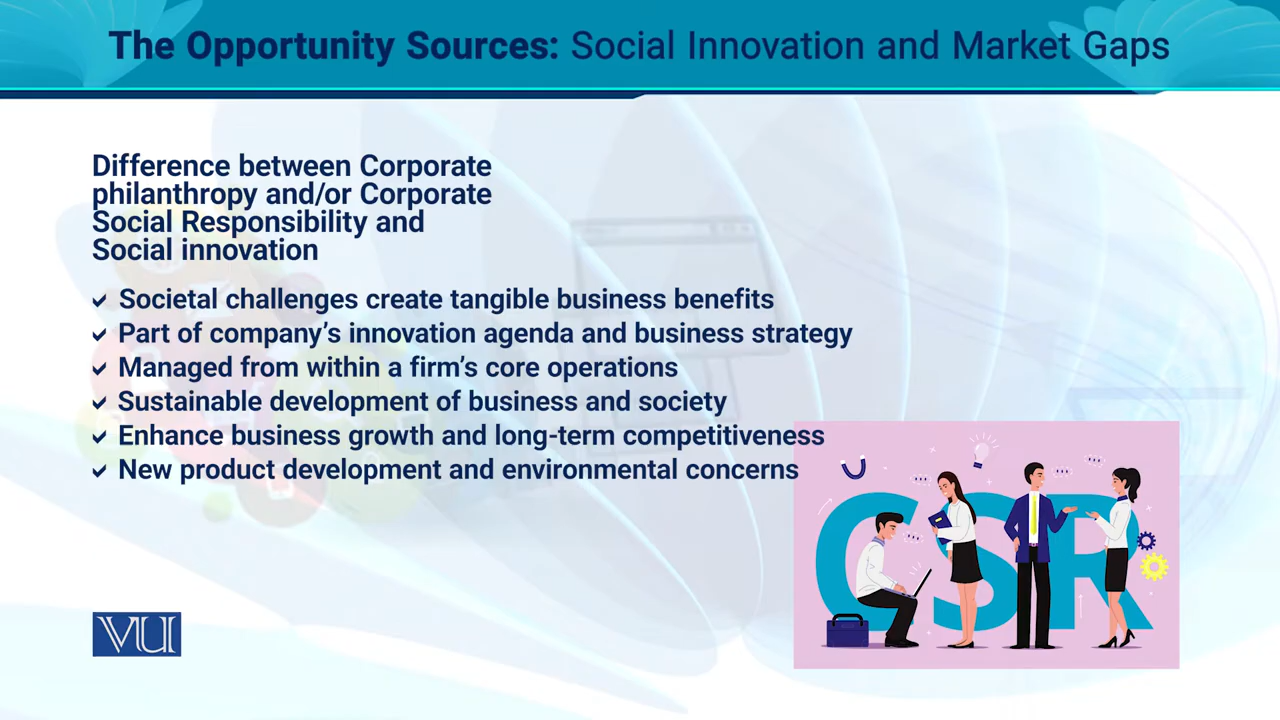 The Opportunity Sources: Social Innovation and Market Gaps
Difference between Corporate
philanthropy and/or Corporate
Social Responsibility and
Social innovation
Societal challenges create tangible business benefits
Part of company's innovation agenda and business strategy
Managed from within a firm's core operations
Sustainable development of business and society
Enhance business growth and long-term competitiveness
New product development and environmental concerns
CSR
VU